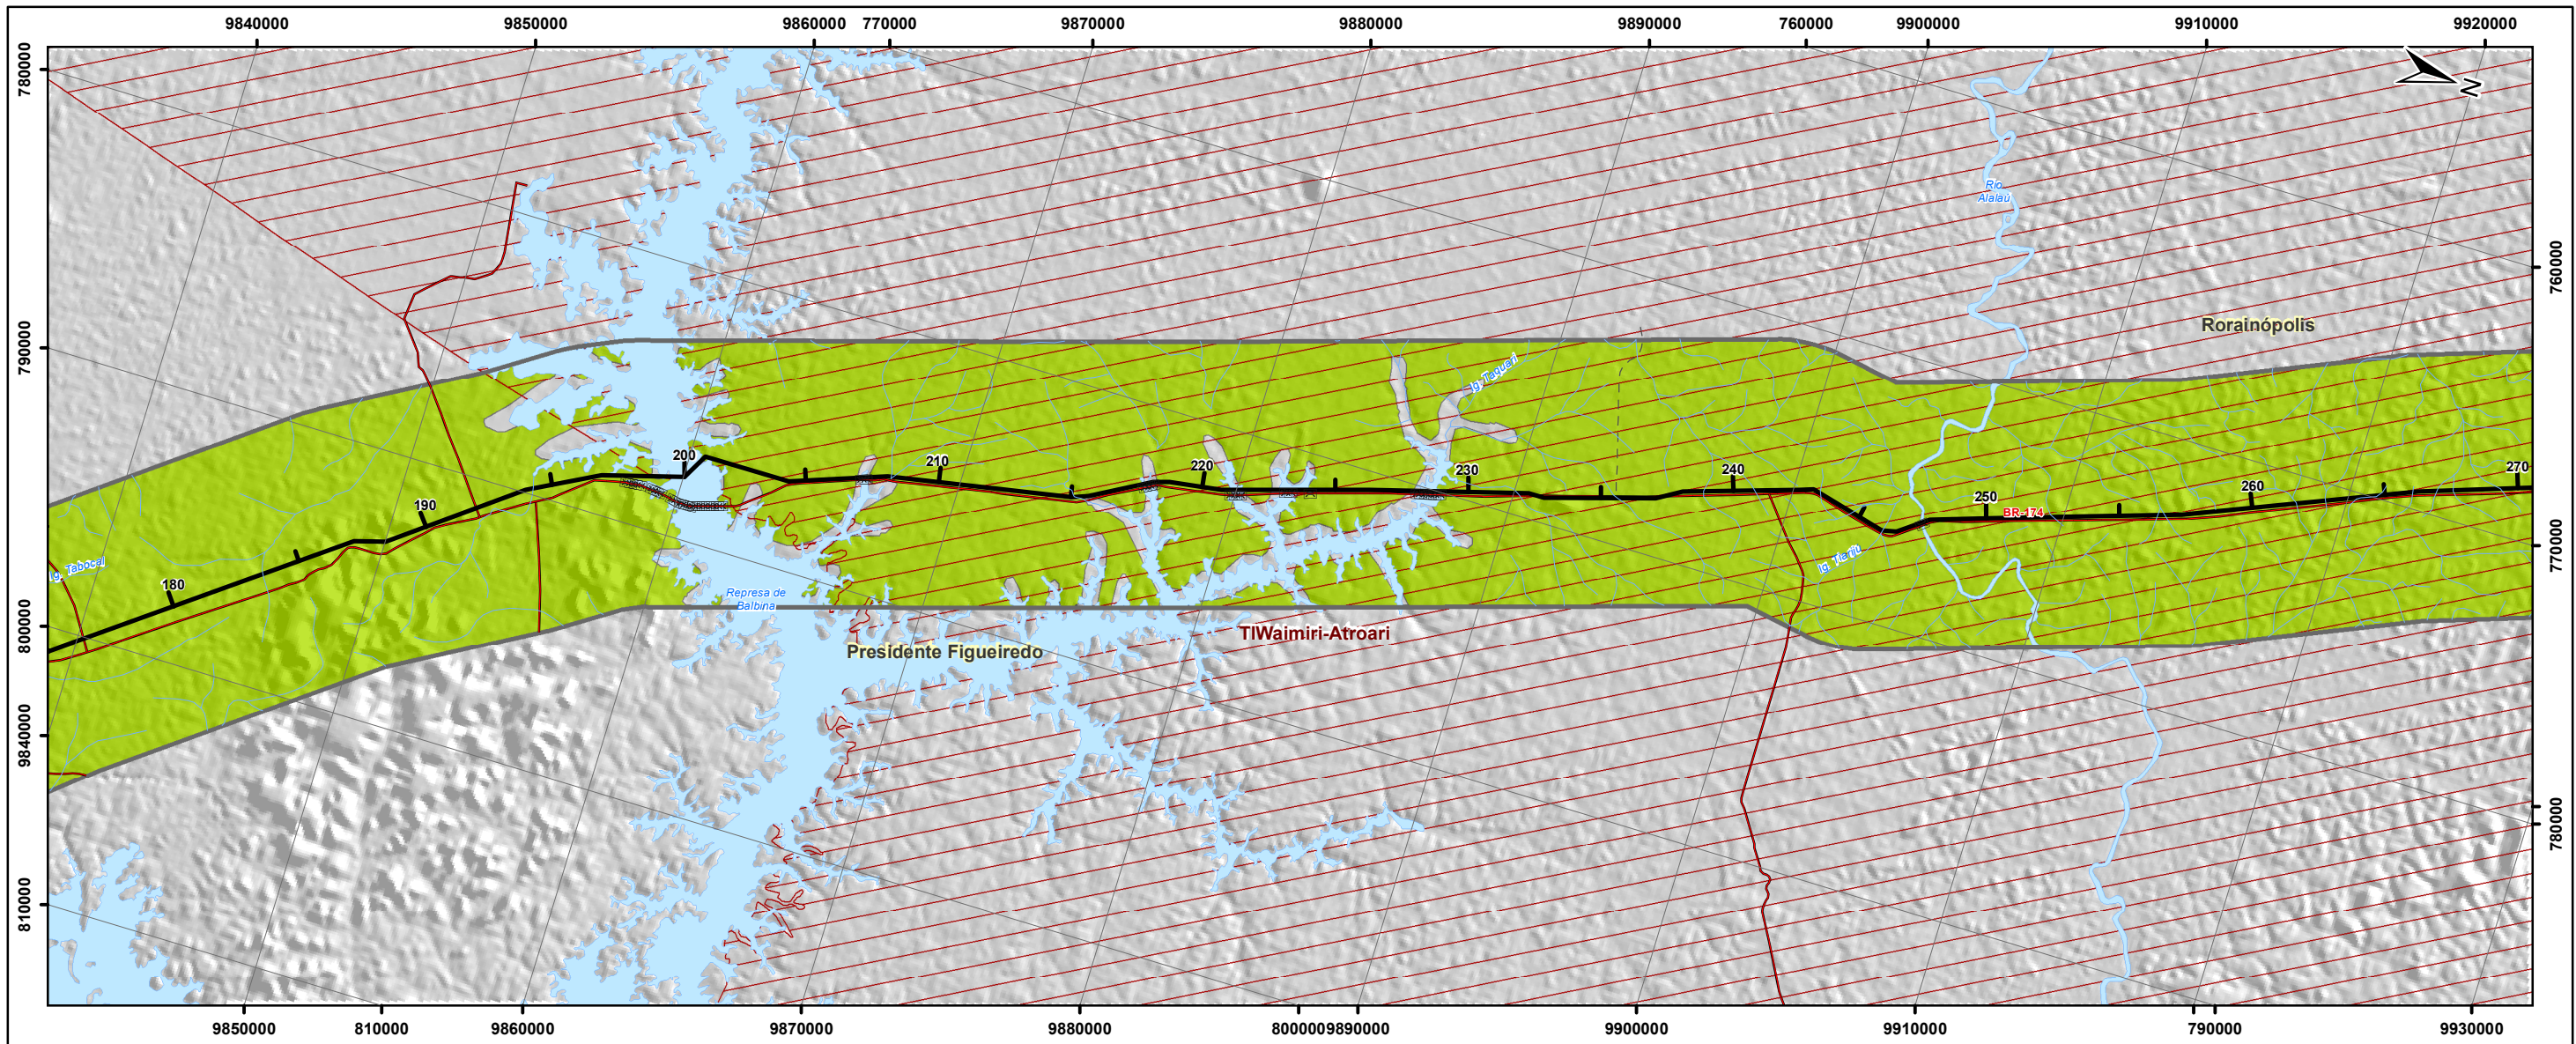 9840000 9850000 9860000 770000 9870000 9880000 9890000 760000 9900000 9910000 9920000
780000
N
Rio
Alalaú
790000
760000
Rorainópolis
Ig. Taquari
200
210
220
230
240
270
190
250
260
BR-174
770000
Ig. Tabocal
180
Ig. Tiariju
Represa de
Balbina
800000
TIWaimiri-Atroari
Presidente Figueiredo
9840000
780000
810000
9850000 810000 9860000 9870000 9880000 800000 9890000 9900000 9910000 790000 9930000